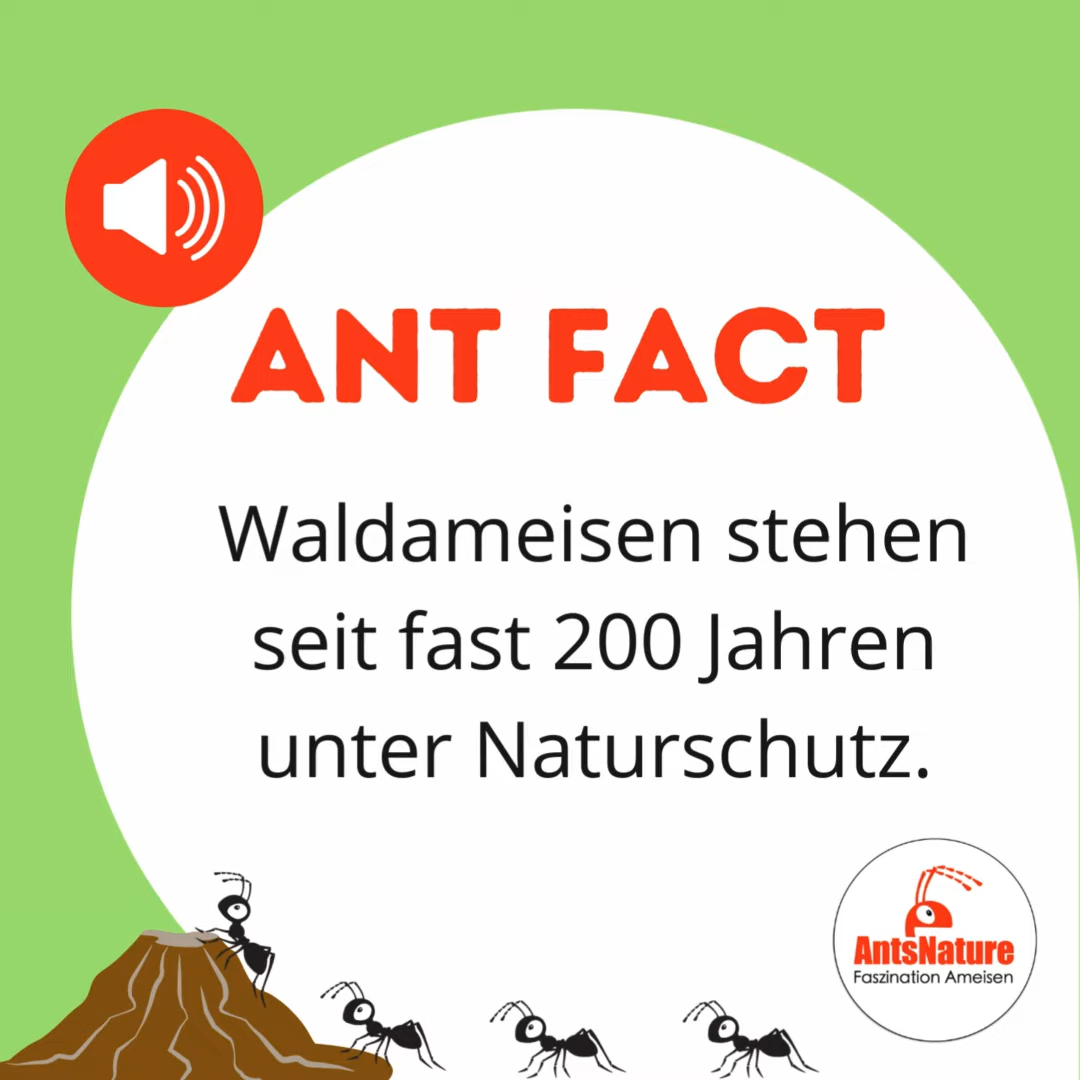 ANT FACT
Waldameisen stehen
seit fast 200 Jahren
unter Naturschutz.
AntsNature
Faszination Ameisen